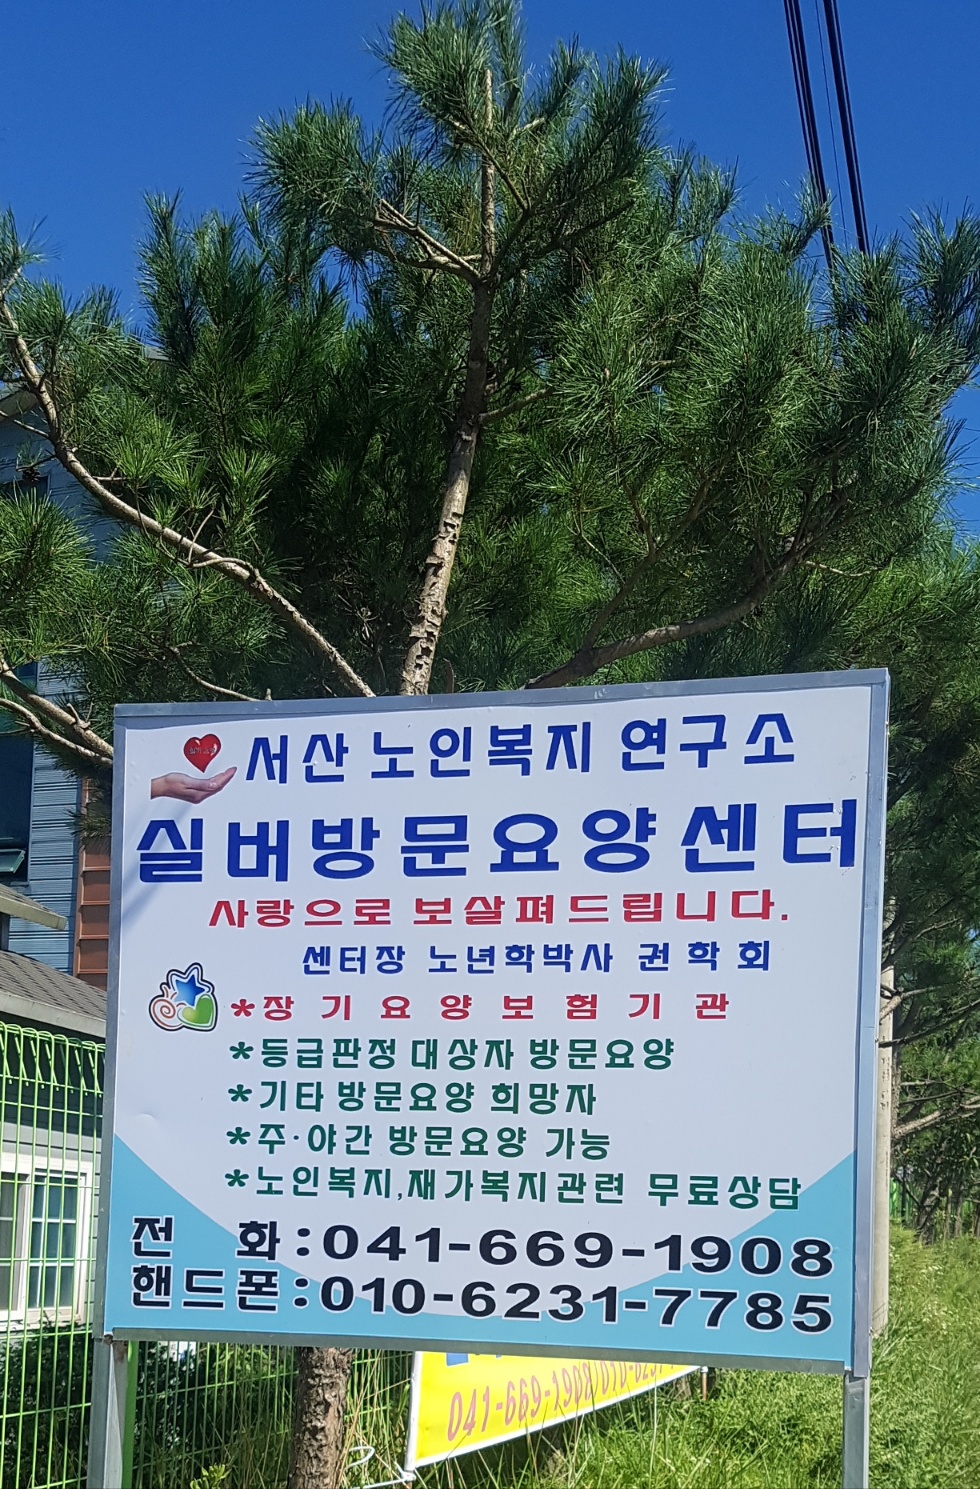 서산 노인복지 연구소
실버방문요양센터
사랑으로 보살펴드립니다.
센터장 노년학박사 권학회
*장기요양보험기관
*등급판정 대상자 방문요양
*기타 방문요양 희망자
*주·야간 방문요양 가능
*노인복지,재가복지관련 무료상담
전 화:041-669-1908
핸드폰:010-6231-7785
041-669-1908